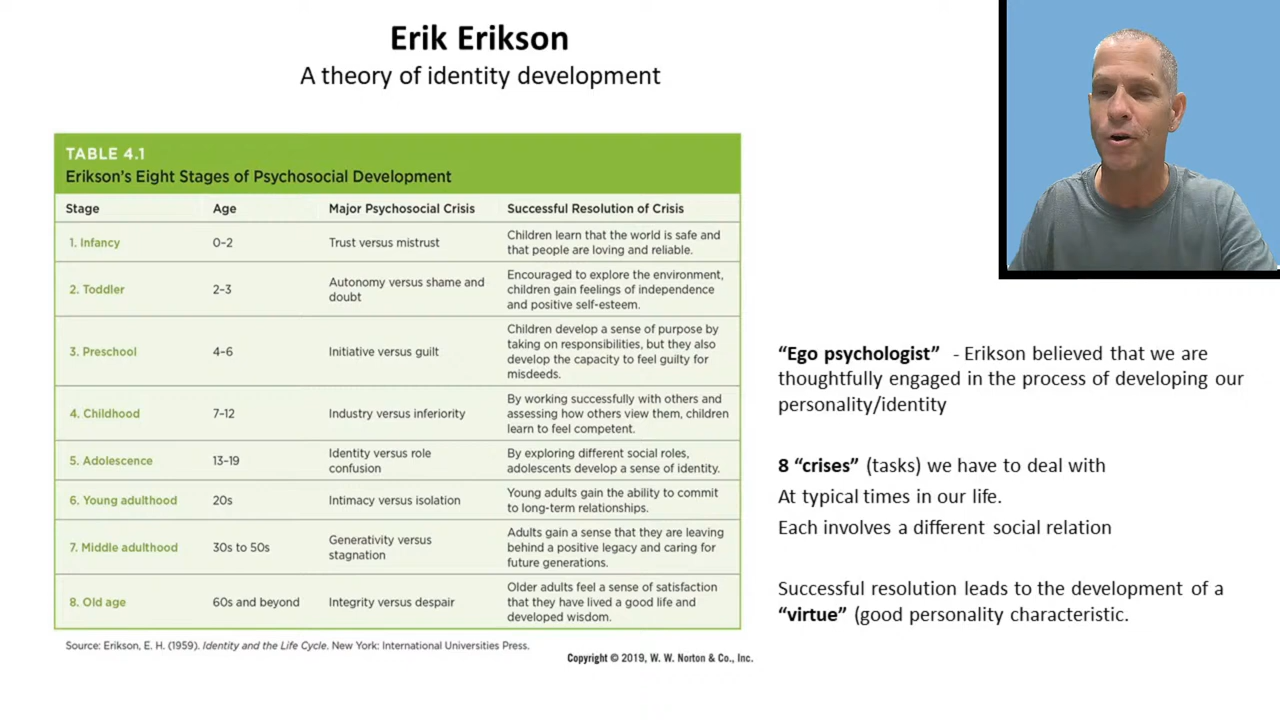 Erik Erikson
A theory of identity development
TABLE 4.1
Erikson's Eight Stages of Psychosocial Development
Stage Age Major Psychosocial Crisis Successful Resolution of Crisis
1. Infancy 0–2 Trust versus mistrust Children learn that the world is safe and
that people are loving and reliable.
2. Toddler 2–3 Autonomy versus shame and
doubt
Encouraged to explore the environment,
children gain feelings of independence
and positive self-esteem.
3. Preschool 4–6 Initiative versus guilt
Children develop a sense of purpose by
taking on responsibilities, but they also
develop the capacity to feel guilty for
misdeeds.
4. Childhood 7–12 Industry versus inferiority
By working successfully with others and
assessing how others view them, children
learn to feel competent.
5. Adolescence 13–19 Identity versus role
confusion
By exploring different social roles,
adolescents develop a sense of identity.
6. Young adulthood 20s Intimacy versus isolation
Young adults gain the ability to commit
to long-term relationships.
7. Middle adulthood 30s to 50s Generativity versus
stagnation
Adults gain a sense that they are leaving
behind a positive legacy and caring for
future generations.
8. Old age 60s and beyond Integrity versus despair
Older adults feel a sense of satisfaction
that they have lived a good life and
developed wisdom.
Source: Erikson, E. H. (1959). Identity and the Life Cycle. New York: International Universities Press.
Copyright © 2019, W. W. Norton & Co., Inc.
“Ego psychologist” - Erikson believed that we are
thoughtfully engaged in the process of developing our
personality/identity
8 “crises” (tasks) we have to deal with
At typical times in our life.
Each involves a different social relation
Successful resolution leads to the development of a
“virtue” (good personality characteristic.